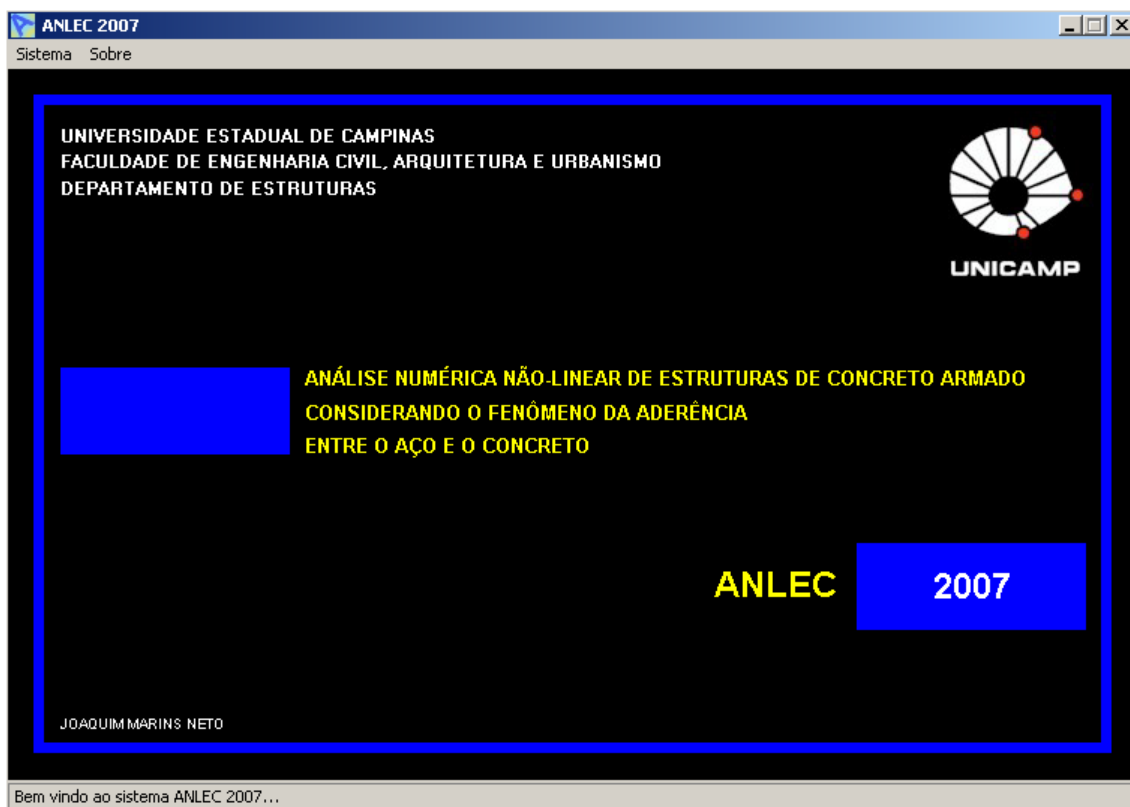 ANLEC 2007
Sistema Sobre
UNIVERSIDADE ESTADUAL DE CAMPINAS
FACULDADE DE ENGENHARIA CIVIL, ARQUITETURA E URBANISMO
DEPARTAMENTO DE ESTRUTURAS
UNICAMP
ANÁLISE NUMÉRICA NÃO-LINEAR DE ESTRUTURAS DE CONCRETO ARMADO
CONSIDERANDO O FENÔMENO DA ADERÊNCIA
ENTRE O AÇO E O CONCRETO
ANLEC 2007
JOAQUIM MARINS NETO
Bem vindo ao sistema ANLEC 2007...